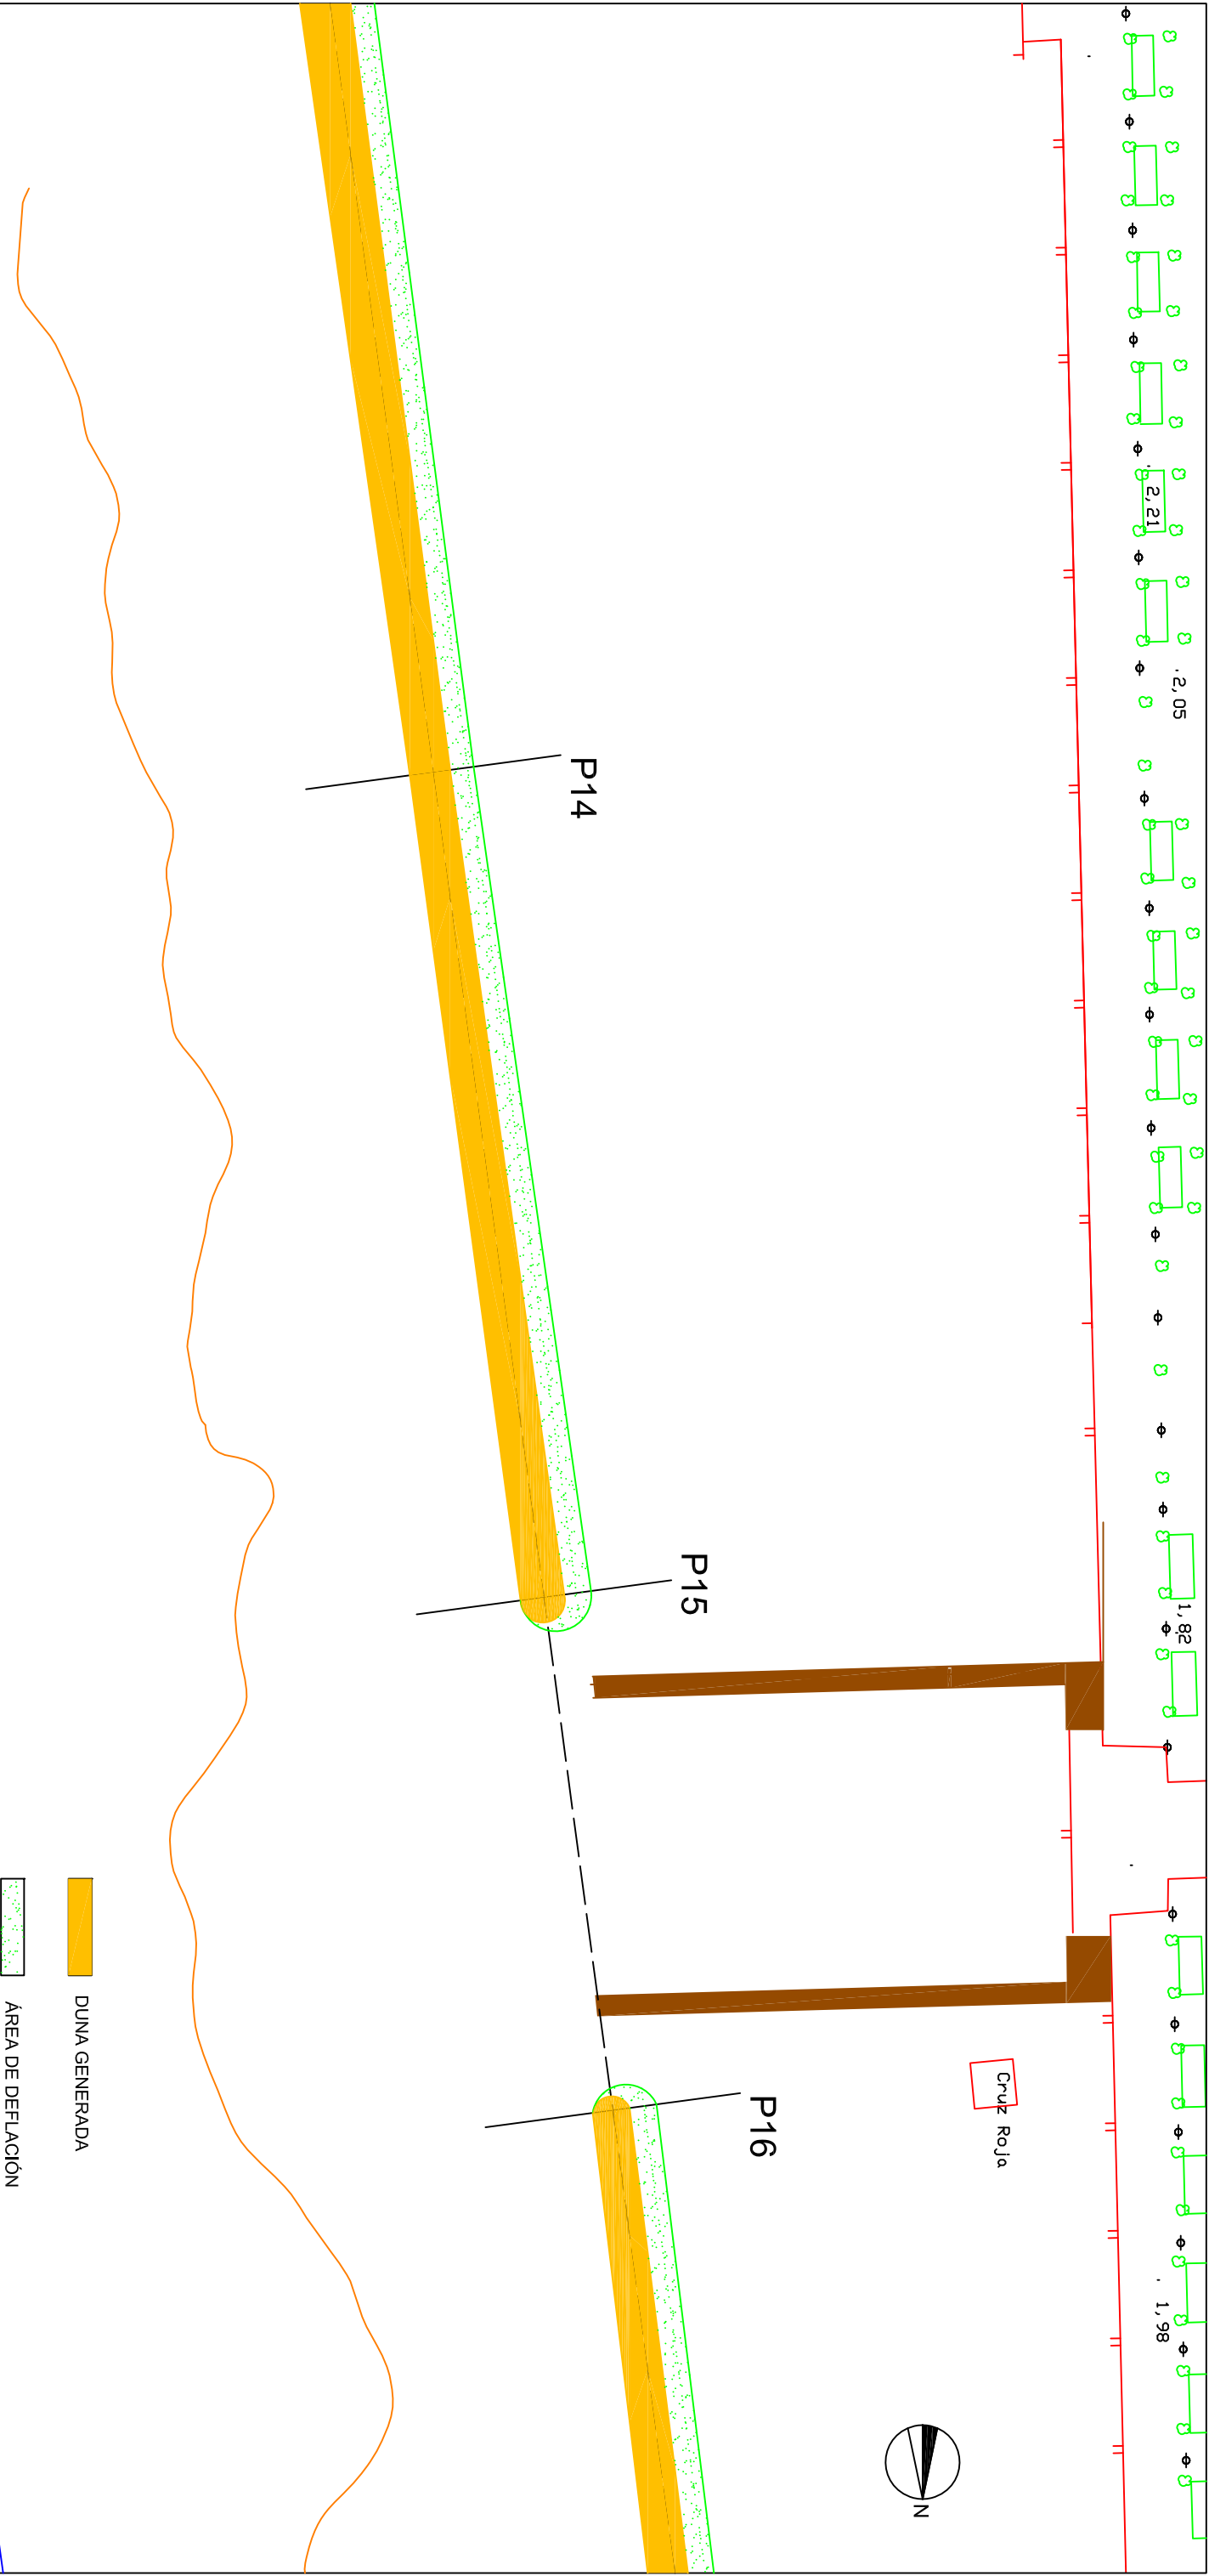 2,21
2,05
P14
P15
1,82
P16
Cruz Roja
1,98
N
DUNA GENERADA
ÁREA DE DEFLACIÓN